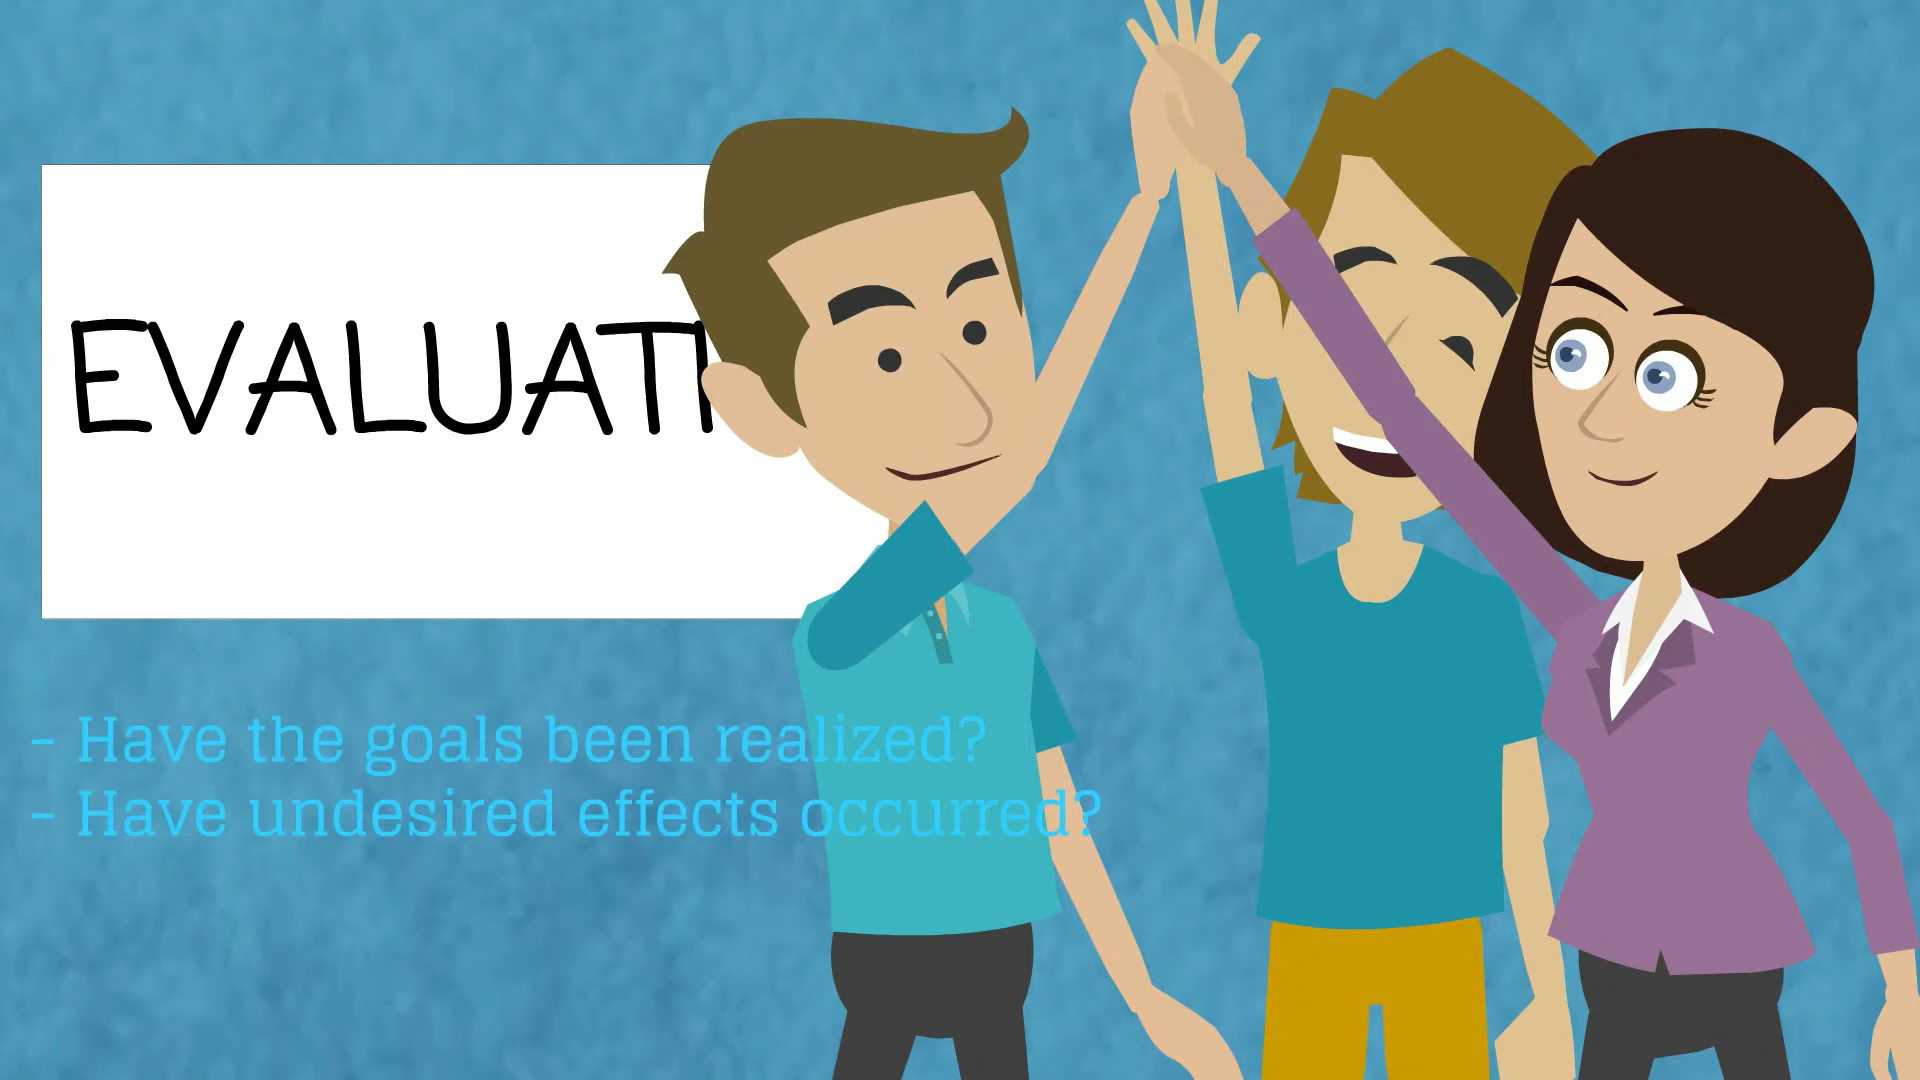 EVALUATI
- Have the goals been realized?
- Have undesired effects occurred?